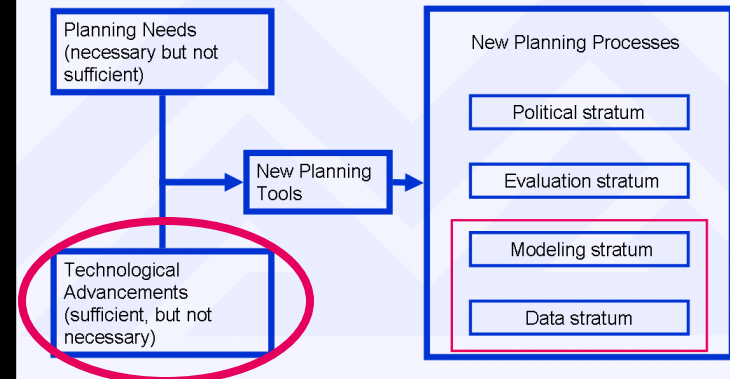 Planning Needs
(necessary but not
sufficient)
New Planning
Tools
Technological
Advancements
(sufficient, but not
necessary)
New Planning Processes
Political stratum
Evaluation stratum
Modeling stratum
Data stratum